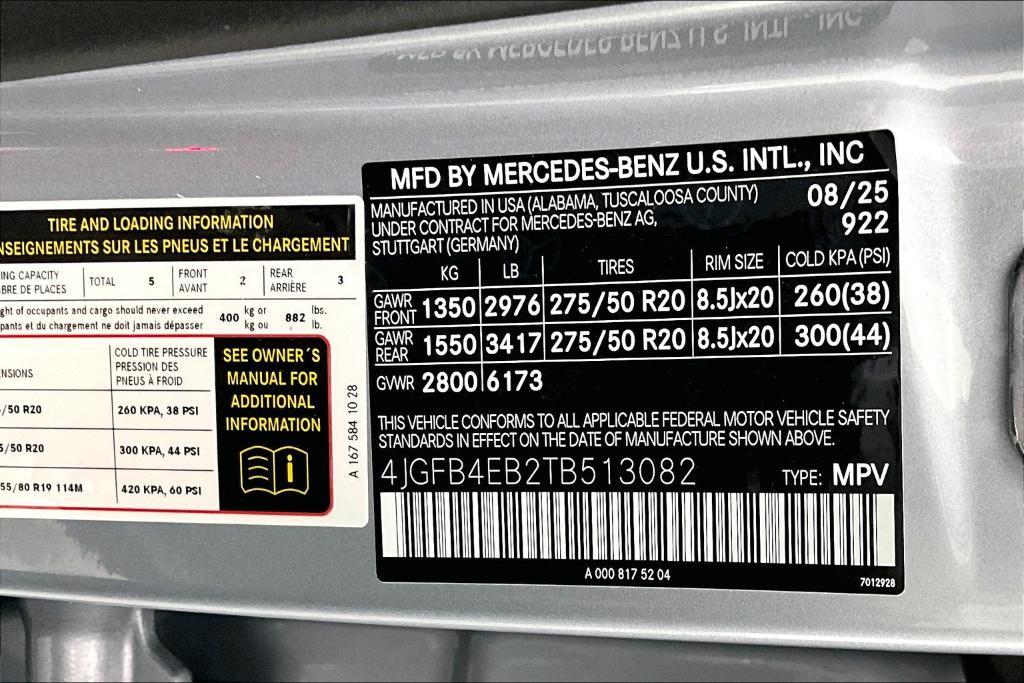 TIRE AND LOADING INFORMATION
NSEIGNEMENTS SUR LES PNEUS ET LE CHARGEMENT
ING CAPACITY
BRE DE PLACES
TOTAL 5
FRONT
AVANT
2
REAR
ARRIÈRE
3
ght of occupants and cargo should never exceed
pants et du chargement ne doit jamais dépasser
400 kg or
kg ou
882 lbs.
lb.
NSIONS
COLD TIRE PRESSURE
PRESSION DES
PNEUS À FROID
/50 R20 260 KPA, 38 PSI
5/50 R20 300 KPA, 44 PSI
55/80 R19 114M 420 KPA, 60 PSI
SEE OWNER´S
MANUAL FOR
ADDITIONAL
INFORMATION
A 167 584 10 28
MFD BY MERCEDES-BENZ U.S. INTL., INC
MANUFACTURED IN USA (ALABAMA, TUSCALOOSA COUNTY)
UNDER CONTRACT FOR MERCEDES-BENZ AG,
STUTTGART (GERMANY)
08/25
922
KG LB TIRES RIM SIZE COLD KPA (PSI)
GAWR
FRONT
1350 2976 275/50 R20 8.5Jx20 260(38)
GAWR
REAR
1550 3417 275/50 R20 8.5Jx20 300(44)
GVWR 2800 6173
THIS VEHICLE CONFORMS TO ALL APPLICABLE FEDERAL MOTOR VEHICLE SAFETY
STANDARDS IN EFFECT ON THE DATE OF MANUFACTURE SHOWN ABOVE.
4JGFB4EB2TB513082 TYPE: MPV
A 000 817 52 04
7012928